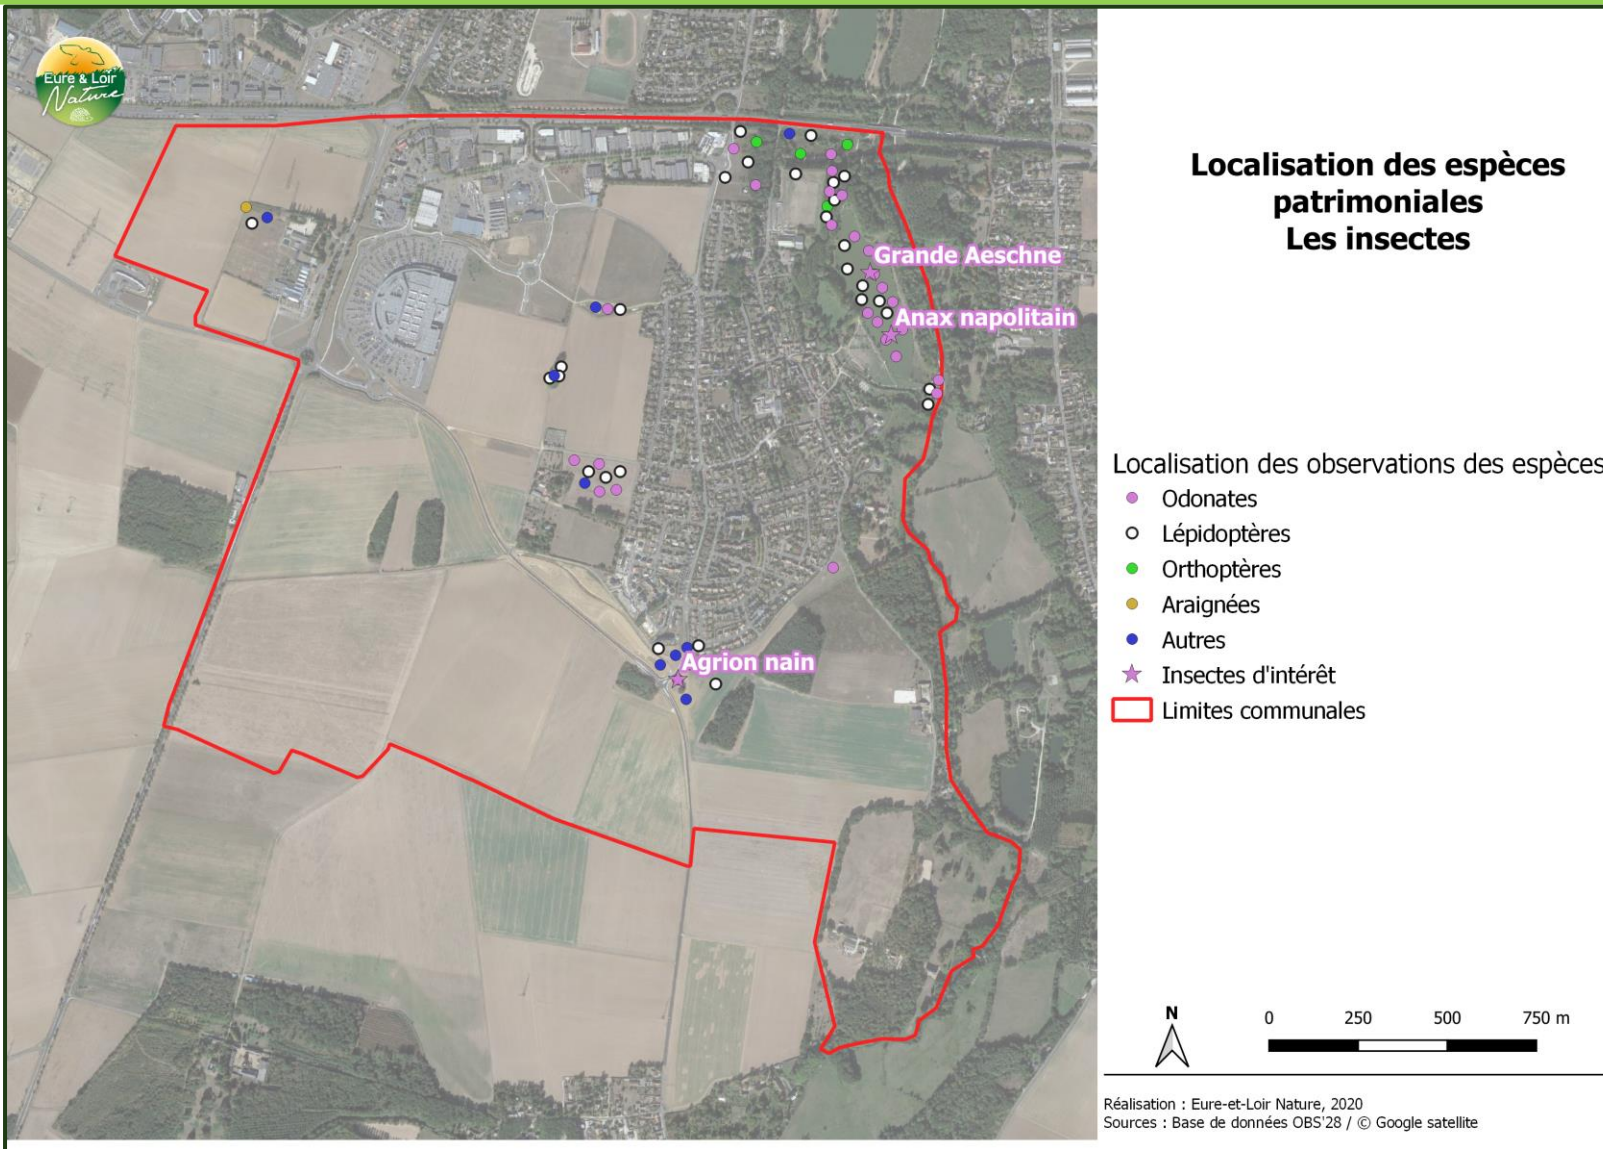 Eure & Loir
Nature
Localisation des espèces
patrimoniales
Les insectes
Grande Aeschne
Anax napolitain
Agrion nain
Localisation des observations des espèces
Odonates
Lépidoptères
Orthoptères
Araignées
Autres
Insectes d'intérêt
Limites communales
N
0 250 500 750 m
Réalisation : Eure-et-Loir Nature, 2020
Sources : Base de données OBS'28 / © Google satellite